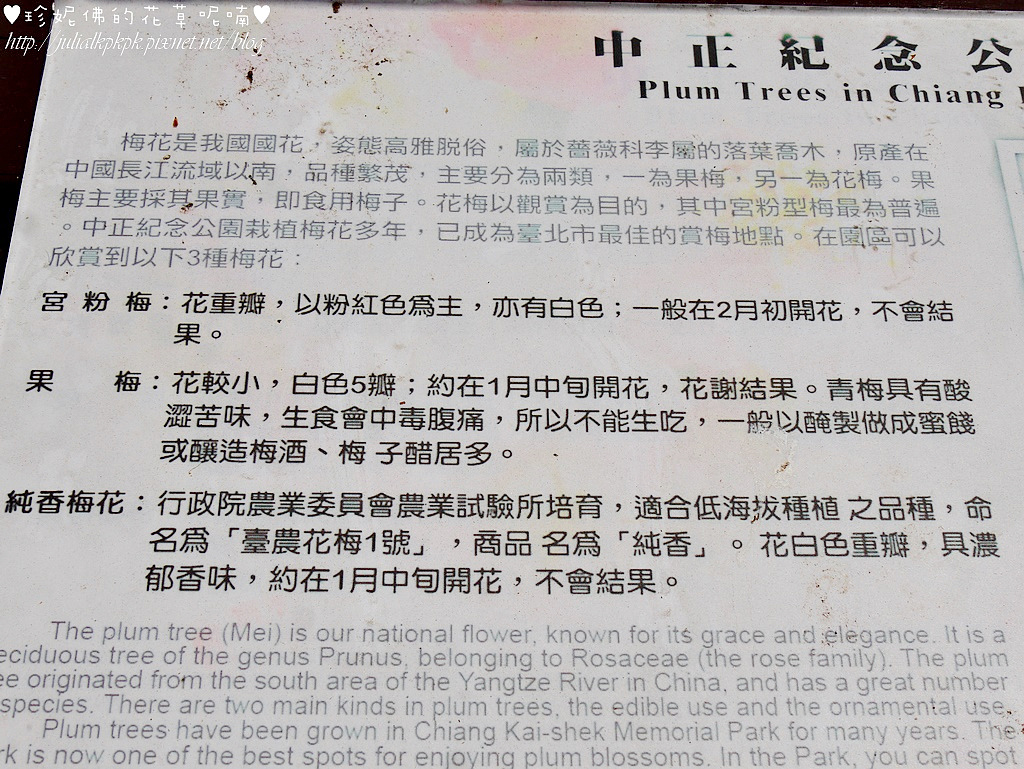 ♥珍妮佛的花草呢喃♥
http://julialkpkpk.pixnet.net/blog
中正紀念公
Plum Trees in Chiang
梅花是我國國花，姿態高雅脫俗，屬於薔薇科李屬的落葉喬木，原產在
中國長江流域以南，品種繁茂，主要分為兩類，一為果梅，另一為花梅。果
梅主要採其果實，即食用梅子。花梅以觀賞為目的，其中宮粉型梅最為普遍
。中正紀念公園栽植梅花多年，已成為臺北市最佳的賞梅地點。在園區可以
欣賞到以下3種梅花：
宮粉梅：花重瓣，以粉紅色為主，亦有白色；一般在2月初開花，不會結
果。
果　梅：花較小，白色5瓣；約在1月中旬開花，花謝結果。青梅具有酸
澀苦味，生食會中毒腹痛，所以不能生吃，一般以醃製做成蜜餞
或釀造梅酒、梅 子醋居多。
純香梅花：行政院農業委員會農業試驗所培育，適合低海拔種植 之品種，命
名為「臺農花梅1號」，商品 名為「純香」。 花白色重瓣，具濃
郁香味，約在1月中旬開花，不會結果。
The plum tree (Mei) is our national flower, known for its grace and elegance. It is a
eciduous tree of the genus Prunus, belonging to Rosaceae (the rose family). The plum
ee originated from the south area of the Yangtze River in China, and has a great number
species. There are two main kinds in plum trees, the edible use and the ornamental use.
Plum trees have been grown in Chiang Kai-shek Memorial Park for many years. The
rk is now one of the best spots for enjoying plum blossoms. In the Park, you can spot